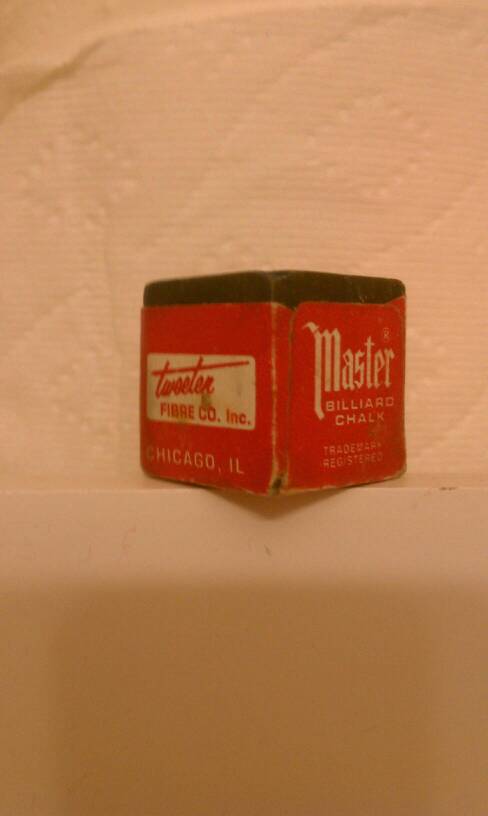 tweeten
FIBRE CO. Inc.
CHICAGO, IL
Master®
BILLIARD
CHALK
TRADEMARK
REGISTERED